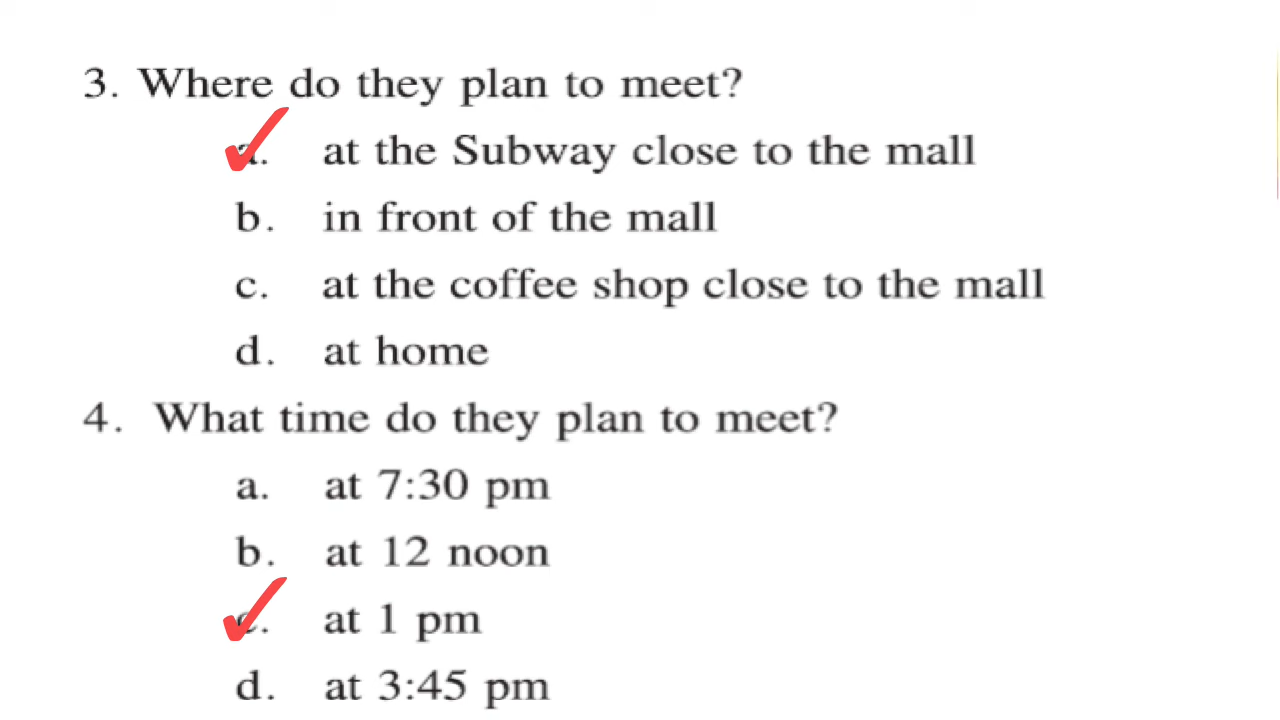 3. Where do they plan to meet?
a. at the Subway close to the mall
b. in front of the mall
c. at the coffee shop close to the mall
d. at home
4. What time do they plan to meet?
a. at 7:30 pm
b. at 12 noon
c. at 1 pm
d. at 3:45 pm